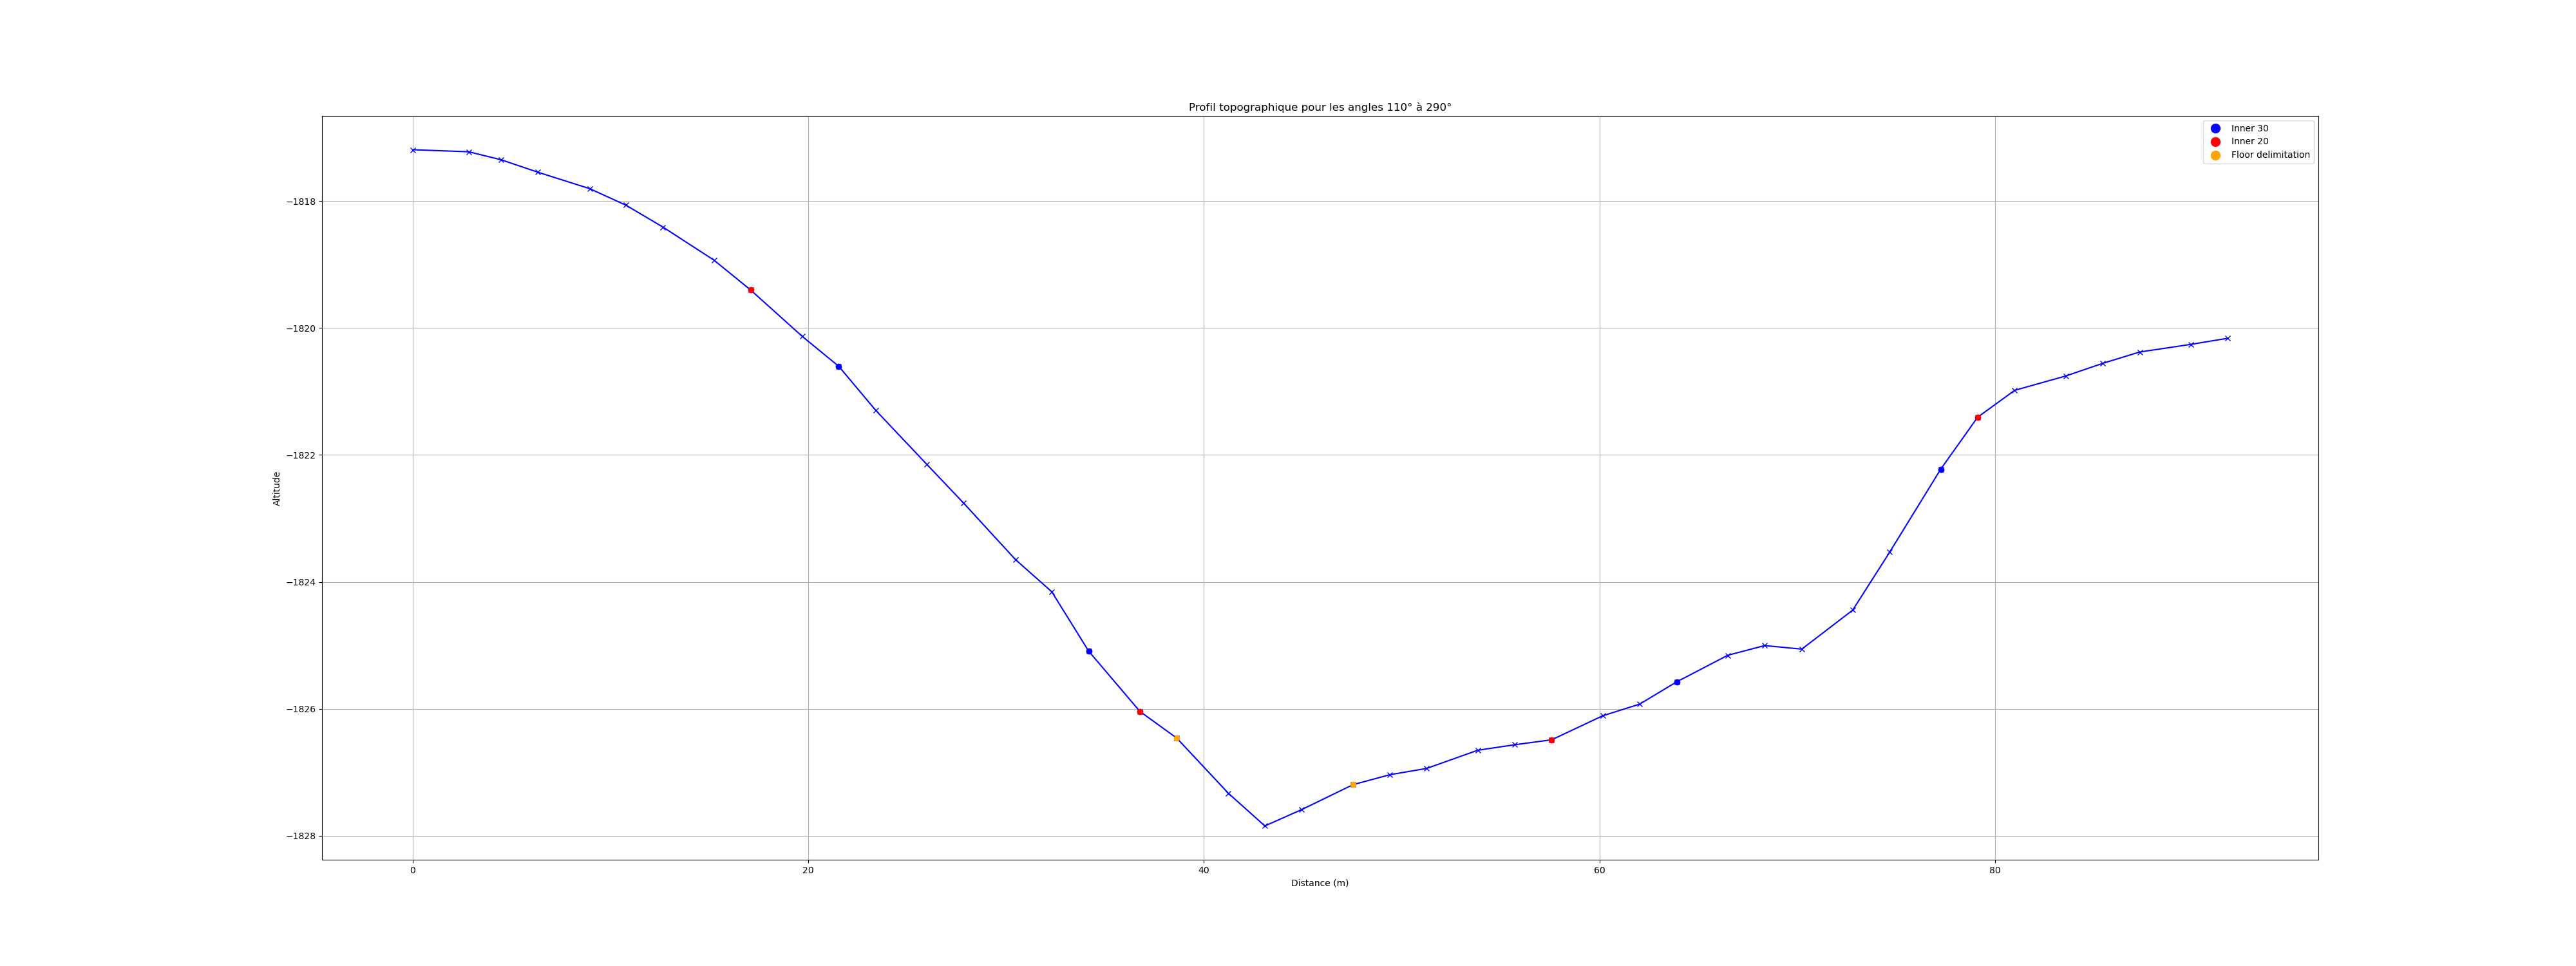 Profil topographique pour les angles 110° à 290°
Inner 30
Inner 20
Floor delimitation
−1818
−1820
−1822
−1824
−1826
−1828
Altitude
0 20 40 60 80
Distance (m)